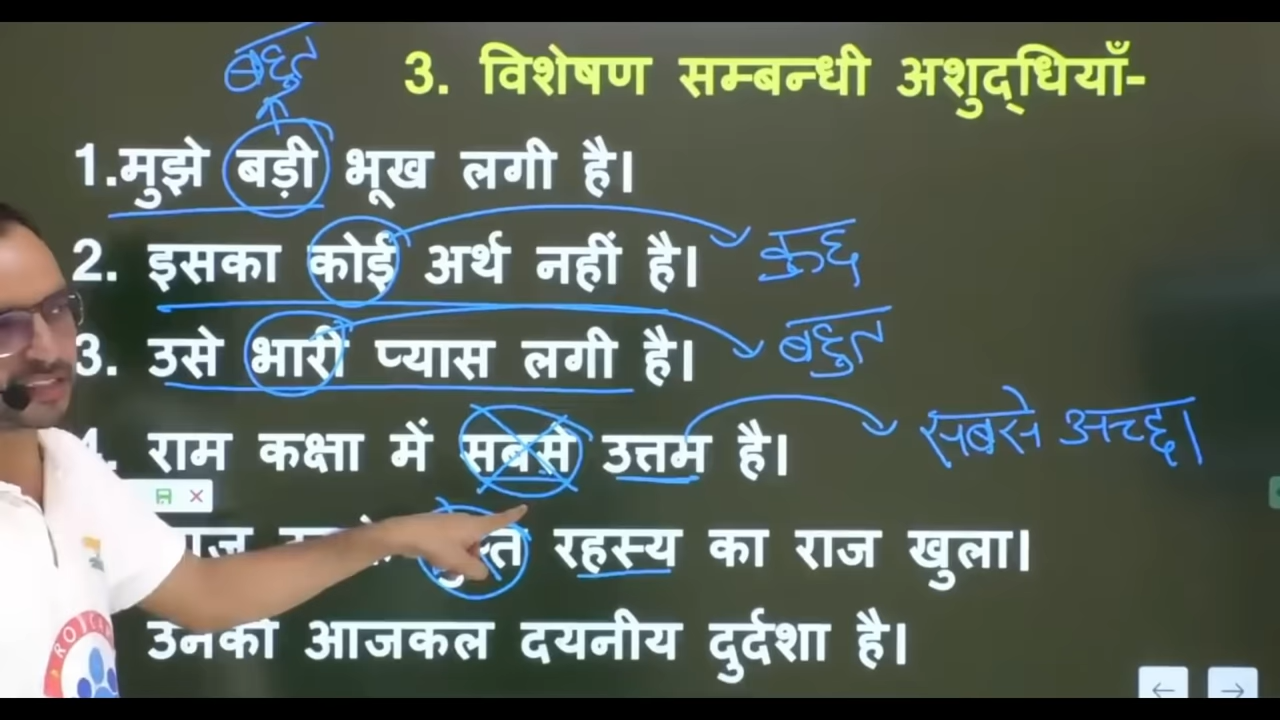 बहुत
3. विशेषण सम्बन्धी अशुद्धियाँ-
1.मुझे बड़ी भूख लगी है।
2. इसका कोई अर्थ नहीं है। कुछ
3. उसे भारी प्यास लगी है। बहुत
4. राम कक्षा में सबसे उत्तम है। सबसे अच्छा
रहस्य का राज खुला।
उनकी आजकल दयनीय दुर्दशा है।